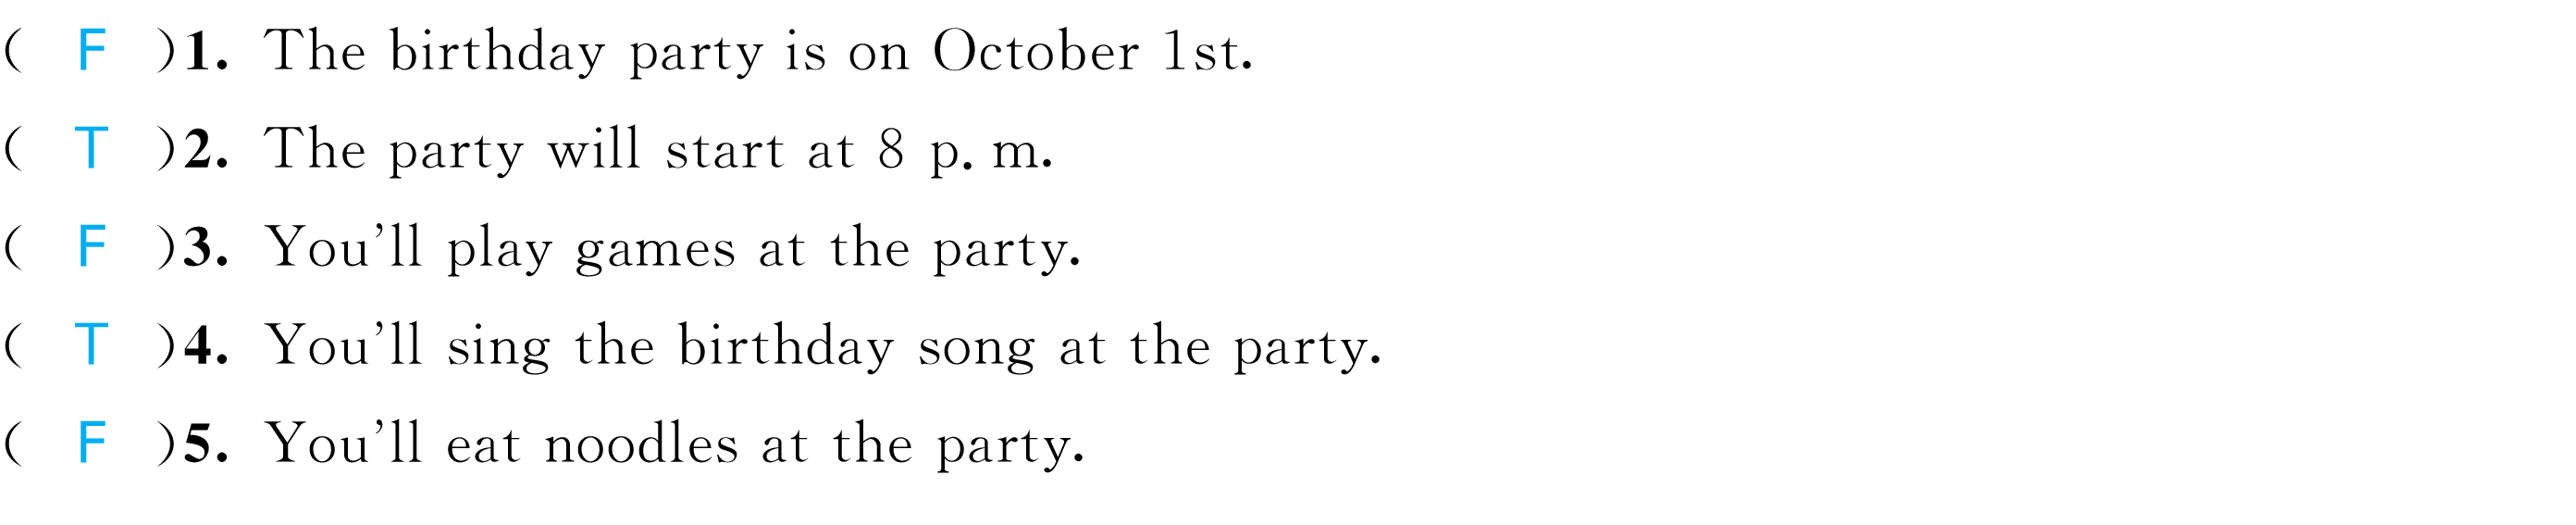 ( F )1. The birthday party is on October 1st.
( T )2. The party will start at 8 p. m.
( F )3. You'll play games at the party.
( T )4. You'll sing the birthday song at the party.
( F )5. You'll eat noodles at the party.